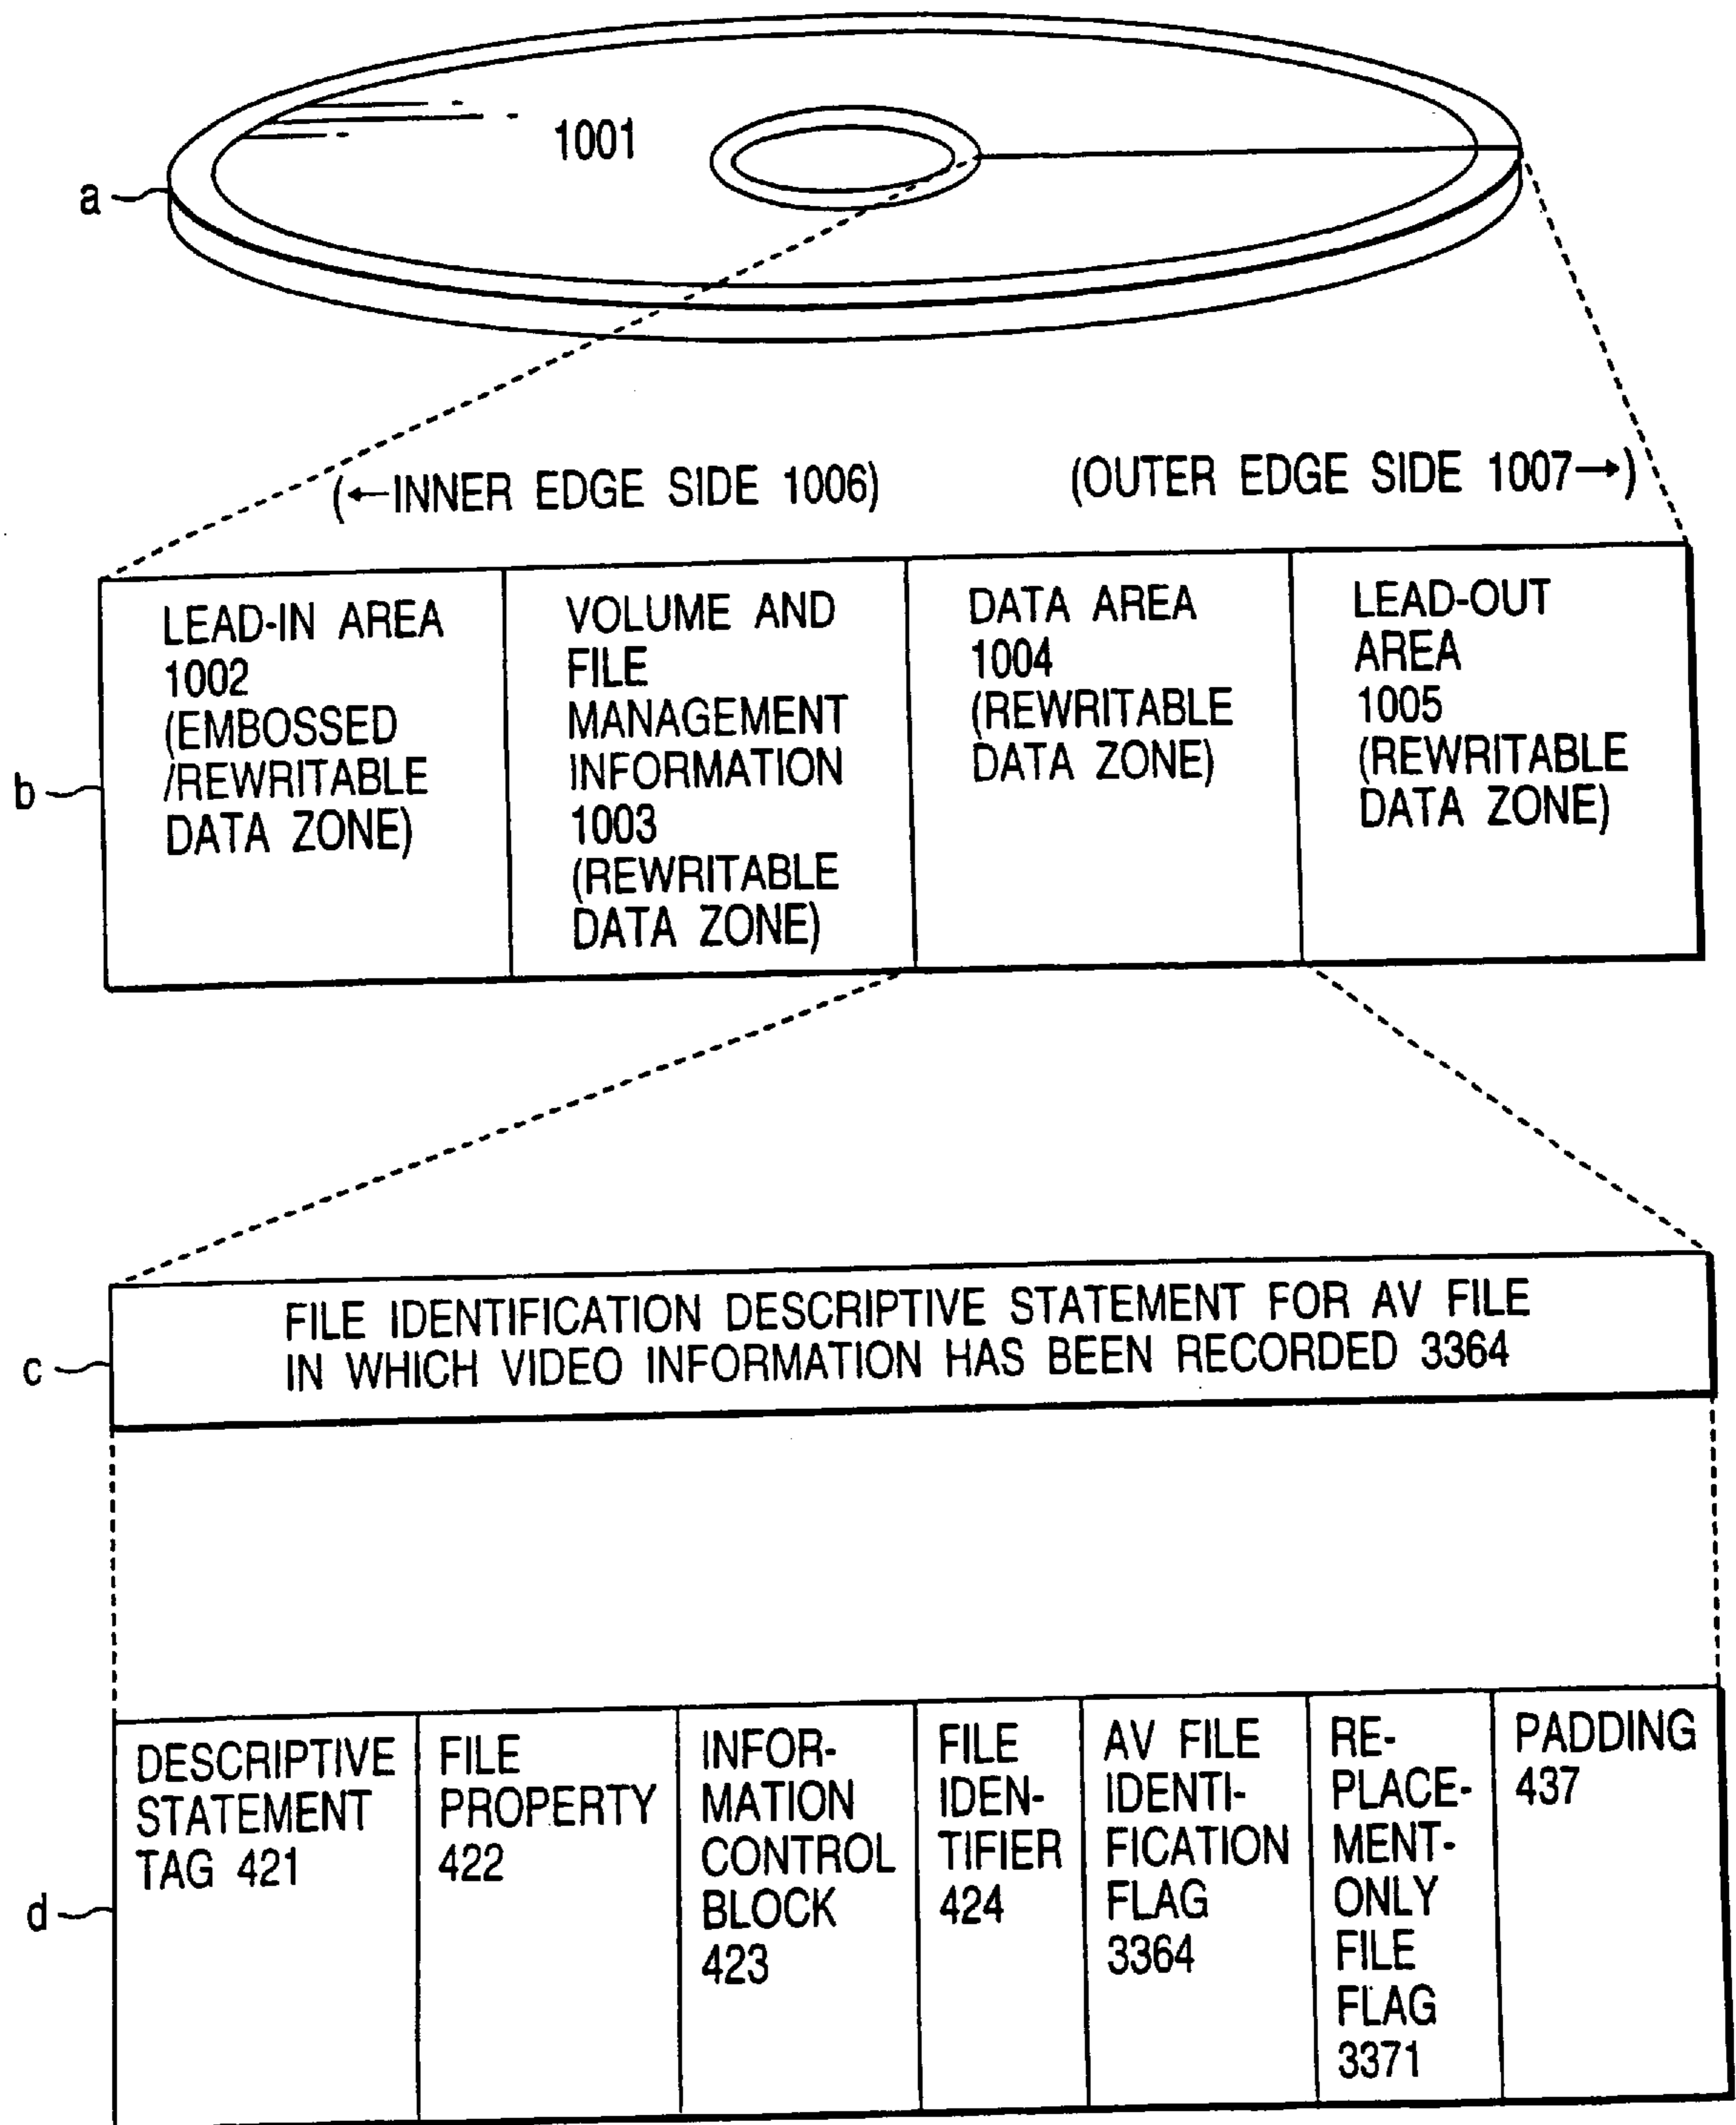 1001
a
(←INNER EDGE SIDE 1006)
(OUTER EDGE SIDE 1007→)
b
LEAD-IN AREA
1002
(EMBOSSED
/REWRITABLE
DATA ZONE)
VOLUME AND
FILE
MANAGEMENT
INFORMATION
1003
(REWRITABLE
DATA ZONE)
DATA AREA
1004
(REWRITABLE
DATA ZONE)
LEAD-OUT
AREA
1005
(REWRITABLE
DATA ZONE)
c
FILE IDENTIFICATION DESCRIPTIVE STATEMENT FOR AV FILE
IN WHICH VIDEO INFORMATION HAS BEEN RECORDED 3364
d
DESCRIPTIVE
STATEMENT
TAG 421
FILE
PROPERTY
422
INFOR-
MATION
CONTROL
BLOCK
423
FILE
IDEN-
TIFIER
424
AV FILE
IDENTI-
FICATION
FLAG
3364
RE-
PLACE-
MENT-
ONLY
FILE
FLAG
3371
PADDING
437